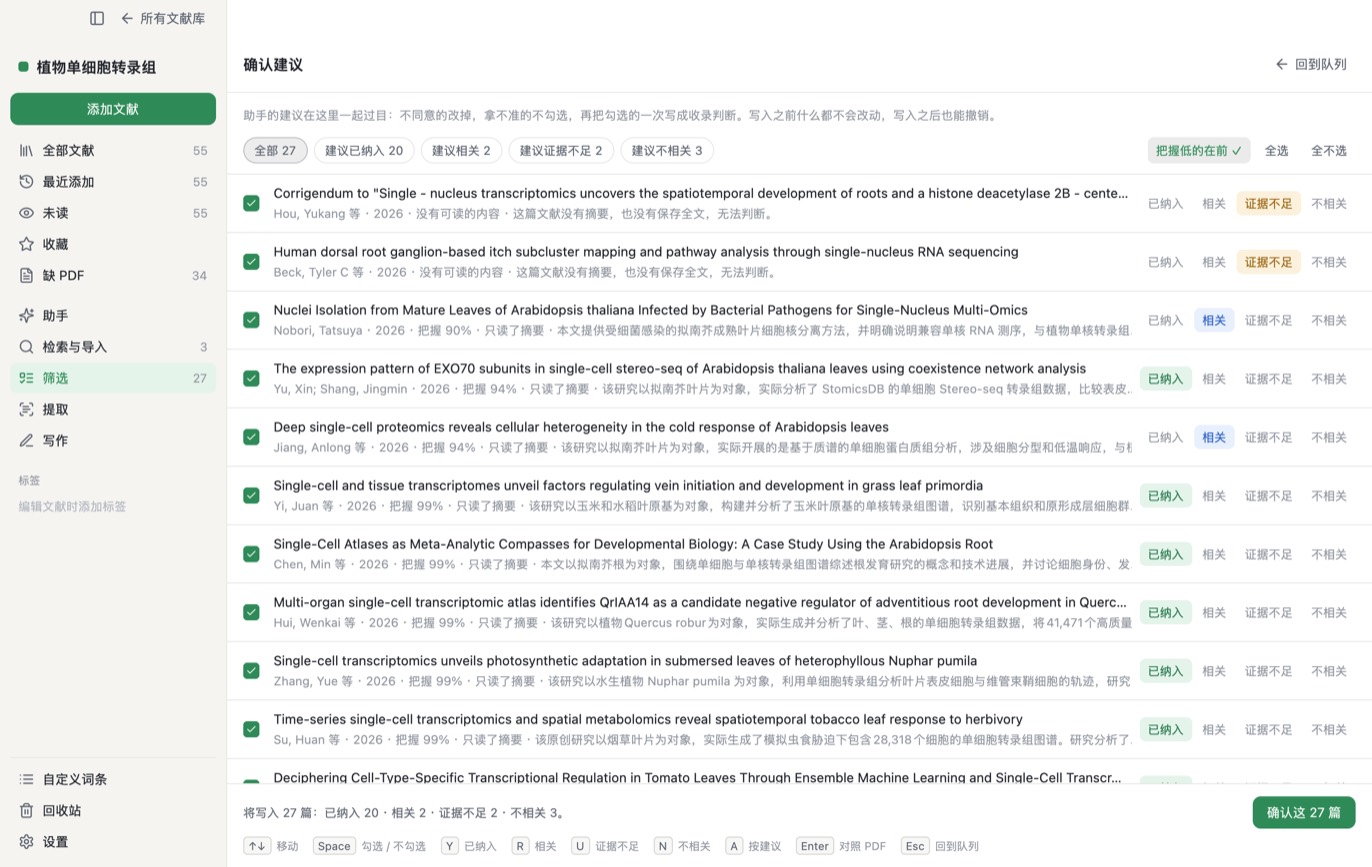 所有文献库
植物单细胞转录组
添加文献
全部文献 55
最近添加 55
未读 55
收藏
缺 PDF 34
助手
检索与导入 3
筛选 27
提取
写作
标签
编辑文献时添加标签
自定义词条
回收站
设置
确认建议
回到队列
助手的建议在这里一起过目：不同意的改掉，拿不准的不勾选，再把勾选的一次写成收录判断。写入之前什么都不会改动，写入之后也能撤销。
全部 27 建议已纳入 20 建议相关 2 建议证据不足 2 建议不相关 3 把握低的在前 ✓ 全选 全不选
Corrigendum to "Single - nucleus transcriptomics uncovers the spatiotemporal development of roots and a histone deacetylase 2B - cente...
Hou, Yukang 等 · 2026 · 没有可读的内容 · 这篇文献没有摘要，也没有保存全文，无法判断。
已纳入 相关 证据不足 不相关
Human dorsal root ganglion-based itch subcluster mapping and pathway analysis through single-nucleus RNA sequencing
Beck, Tyler C 等 · 2026 · 没有可读的内容 · 这篇文献没有摘要，也没有保存全文，无法判断。
已纳入 相关 证据不足 不相关
Nuclei Isolation from Mature Leaves of Arabidopsis thaliana Infected by Bacterial Pathogens for Single-Nucleus Multi-Omics
Nobori, Tatsuya · 2026 · 把握 90% · 只读了摘要 · 本文提供受细菌感染的拟南芥成熟叶片细胞核分离方法，并明确说明兼容单核 RNA 测序，与植物单核转录组
已纳入 相关 证据不足 不相关
The expression pattern of EXO70 subunits in single-cell stereo-seq of Arabidopsis thaliana leaves using coexistence network analysis
Yu, Xin; Shang, Jingmin · 2026 · 把握 94% · 只读了摘要 · 该研究以拟南芥叶片为对象，实际分析了 StomicsDB 的单细胞 Stereo-seq 转录组数据，比较表皮
已纳入 相关 证据不足 不相关
Deep single-cell proteomics reveals cellular heterogeneity in the cold response of Arabidopsis leaves
Jiang, Anlong 等 · 2026 · 把握 94% · 只读了摘要 · 该研究以拟南芥叶片为对象，实际开展的是基于质谱的单细胞蛋白质组分析，涉及细胞分型和低温响应，与
已纳入 相关 证据不足 不相关
Single-cell and tissue transcriptomes unveil factors regulating vein initiation and development in grass leaf primordia
Yi, Juan 等 · 2026 · 把握 99% · 只读了摘要 · 该研究以玉米和水稻叶原基为对象，构建并分析了玉米叶原基的单核转录组图谱，识别基本组织和原形成层细胞群
已纳入 相关 证据不足 不相关
Single-Cell Atlases as Meta-Analytic Compasses for Developmental Biology: A Case Study Using the Arabidopsis Root
Chen, Min 等 · 2026 · 把握 99% · 只读了摘要 · 本文以拟南芥根为对象，围绕单细胞与单核转录组图谱综述根发育研究的概念和技术进展，并讨论细胞身份、发
已纳入 相关 证据不足 不相关
Multi-organ single-cell transcriptomic atlas identifies QrIAA14 as a candidate negative regulator of adventitious root development in Querc...
Hui, Wenkai 等 · 2026 · 把握 99% · 只读了摘要 · 该研究以植物 Quercus robur 为对象，实际生成并分析了叶、茎、根的单细胞转录组数据，将 41,471 个高质量
已纳入 相关 证据不足 不相关
Single-cell transcriptomics unveils photosynthetic adaptation in submersed leaves of heterophyllous Nuphar pumila
Zhang, Yue 等 · 2026 · 把握 99% · 只读了摘要 · 该研究以水生植物 Nuphar pumila 为对象，利用单细胞转录组分析叶片表皮细胞与维管束鞘细胞的轨迹，研究
已纳入 相关 证据不足 不相关
Time-series single-cell transcriptomics and spatial metabolomics reveal spatiotemporal tobacco leaf response to herbivory
Su, Huan 等 · 2026 · 把握 99% · 只读了摘要 · 该原创研究以烟草叶片为对象，实际生成了模拟虫食胁迫下包含 28,318 个细胞的单细胞转录组图谱。研究分析了
已纳入 相关 证据不足 不相关
Deciphering Cell-Type-Specific Transcriptional Regulation in Tomato Leaves Through Ensemble Machine Learning and Single-Cell Transcr...
将写入 27 篇：已纳入 20 · 相关 2 · 证据不足 2 · 不相关 3。
确认这 27 篇
↑↓ 移动 Space 勾选 / 不勾选 Y 已纳入 R 相关 U 证据不足 N 不相关 A 按建议 Enter 对照 PDF Esc 回到队列